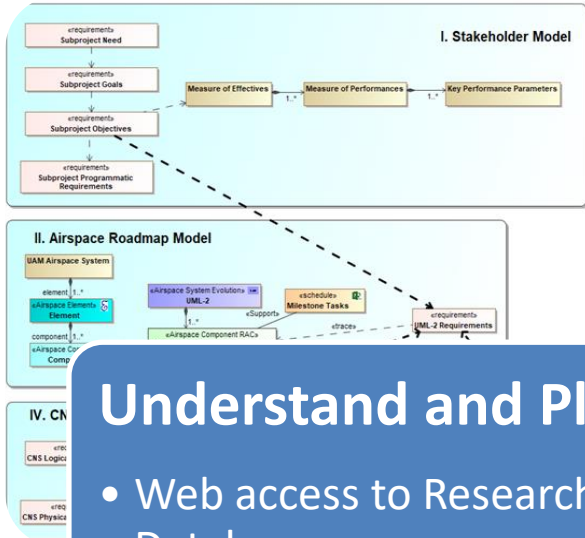 I. Stakeholder Model
«requirement»
Subproject Need
«requirement»
Subproject Goals
Measure of Effectives
1..*
Measure of Performances
1..*
Key Performance Parameters
«requirement»
Subproject Objectives
«requirement»
Subproject Programmatic
Requirements
II. Airspace Roadmap Model
UAM Airspace System
element 1..*
«Airspace Element»
Element
component 1..*
«Airspace System Evolution»
UML-2
1..*
«Support»
«schedule»
Milestone Tasks
«trace»
«requirement»
UML-2 Requirements
«Airspace Component RAC»
«Airspace
IV.
CNS
CNS Physica
Understand and
• Web access to Research